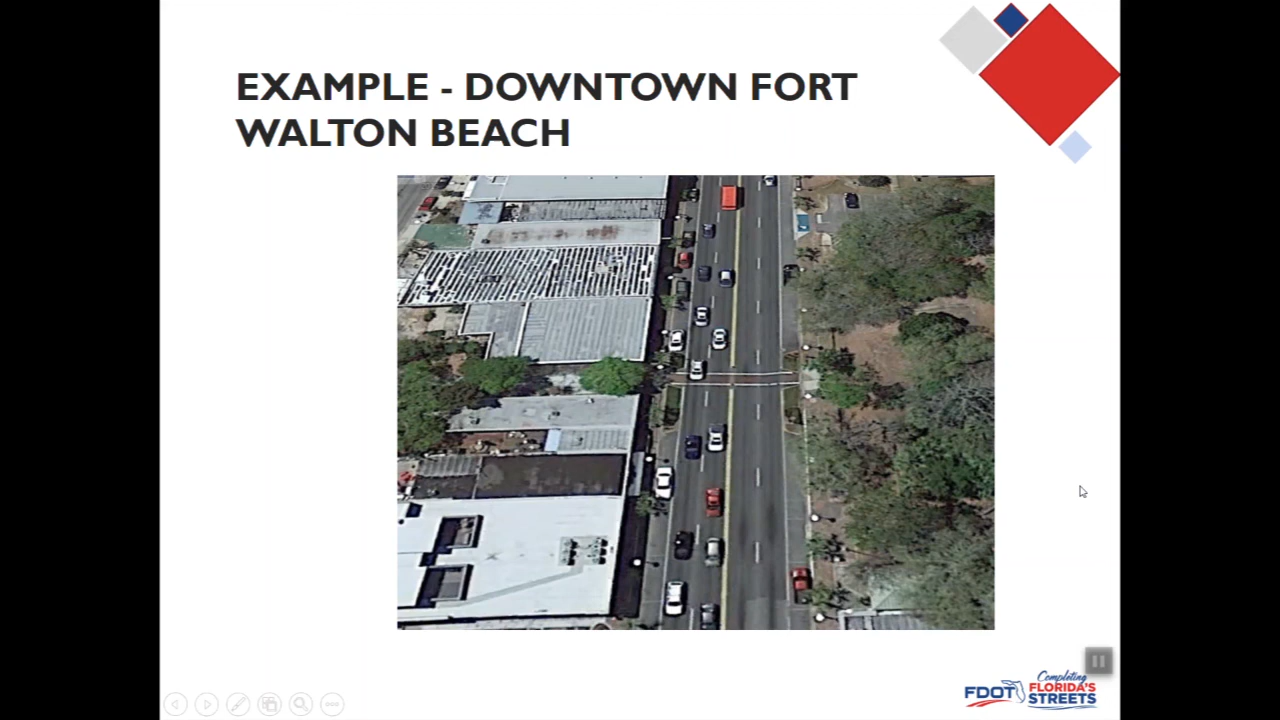 EXAMPLE - DOWNTOWN FORT
WALTON BEACH
Completing
FDOT FLORIDA'S
STREETS